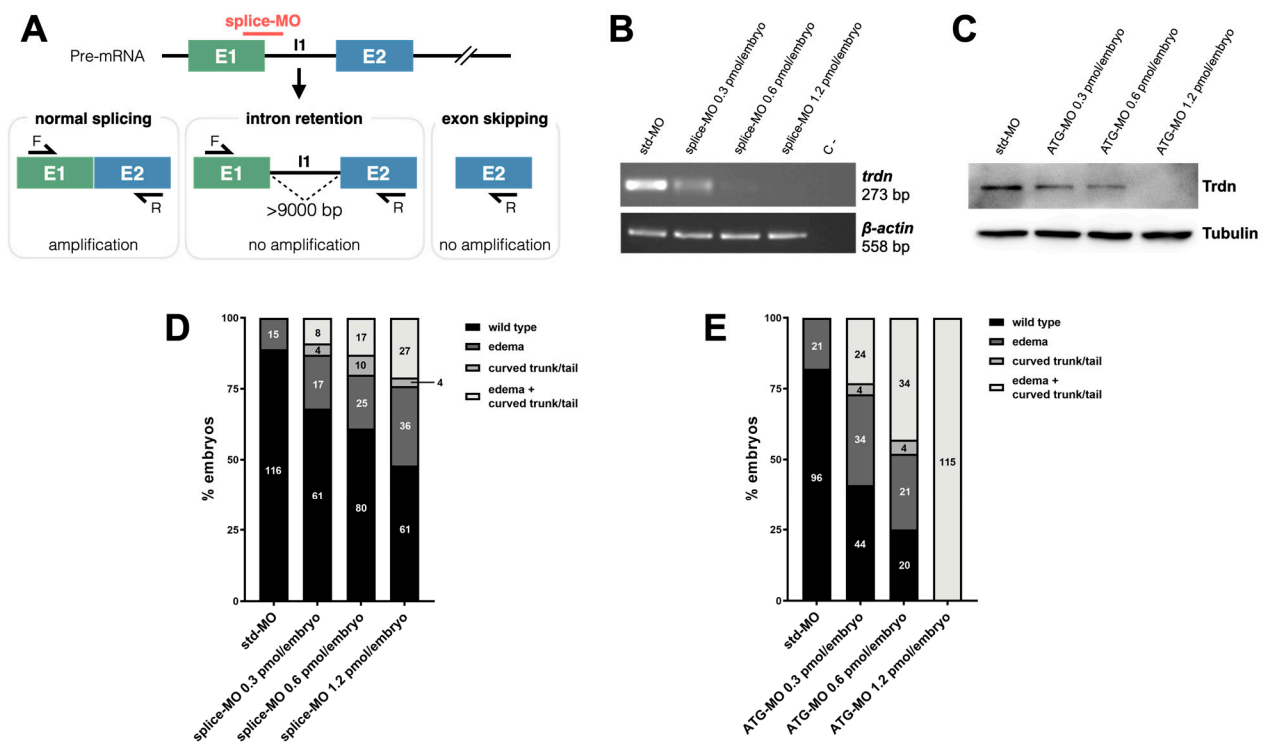 A
splice-MO
Pre-mRNA
E1
I1
E2
normal splicing
F
E1
E2
R
amplification
intron retention
F
E1
I1
E2
>9000 bp
R
no amplification
exon skipping
E2
R
no amplification
B
std-MO
splice-MO 0.3 pmol/embryo
splice-MO 0.6 pmol/embryo
splice-MO 1.2 pmol/embryo
C -
trdn
273 bp
β-actin
558 bp
C
std-MO
ATG-MO 0.3 pmol/embryo
ATG-MO 0.6 pmol/embryo
ATG-MO 1.2 pmol/embryo
Trdn
Tubulin
D
% embryos
100
75
50
25
0
15
116
8
4
17
61
17
10
25
80
27
4
36
61
std-MO
splice-MO 0.3 pmol/embryo
splice-MO 0.6 pmol/embryo
splice-MO 1.2 pmol/embryo
wild type
edema
curved trunk/tail
edema +
curved trunk/tail
E
% embryos
100
75
50
25
0
21
96
24
4
34
44
34
4
21
20
115
std-MO
ATG-MO 0.3 pmol/embryo
ATG-MO 0.6 pmol/embryo
ATG-MO 1.2 pmol/embryo
wild type
edema
curved trunk/tail
edema +
curved trunk/tail